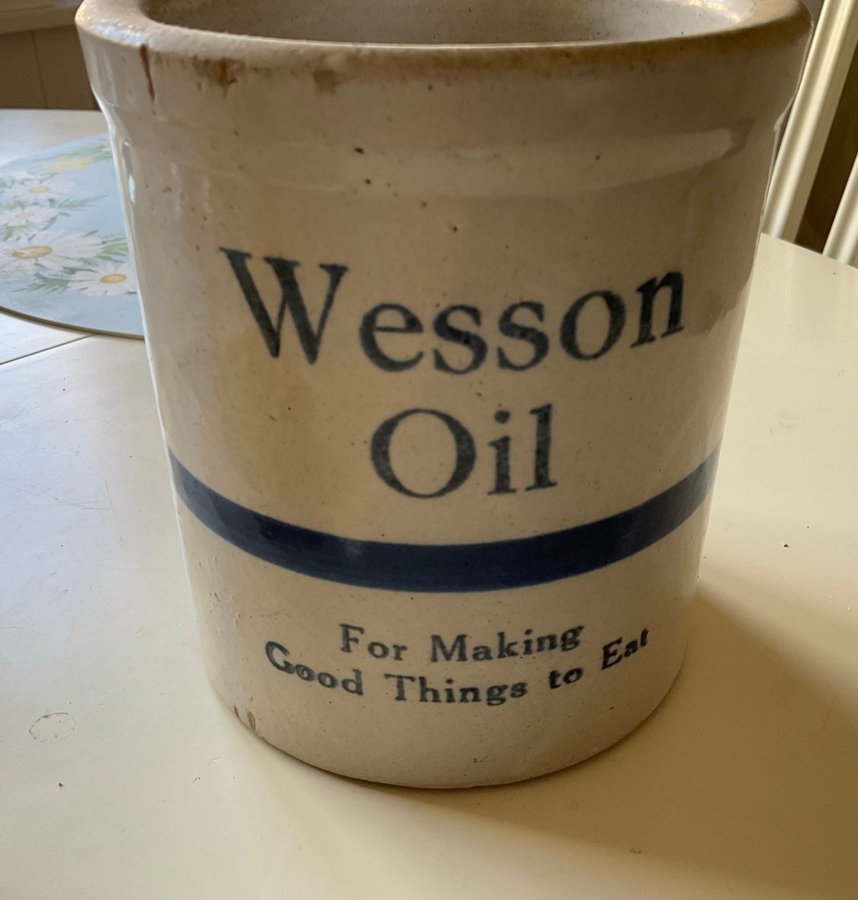 Wesson
Oil
For Making
Good Things to Eat